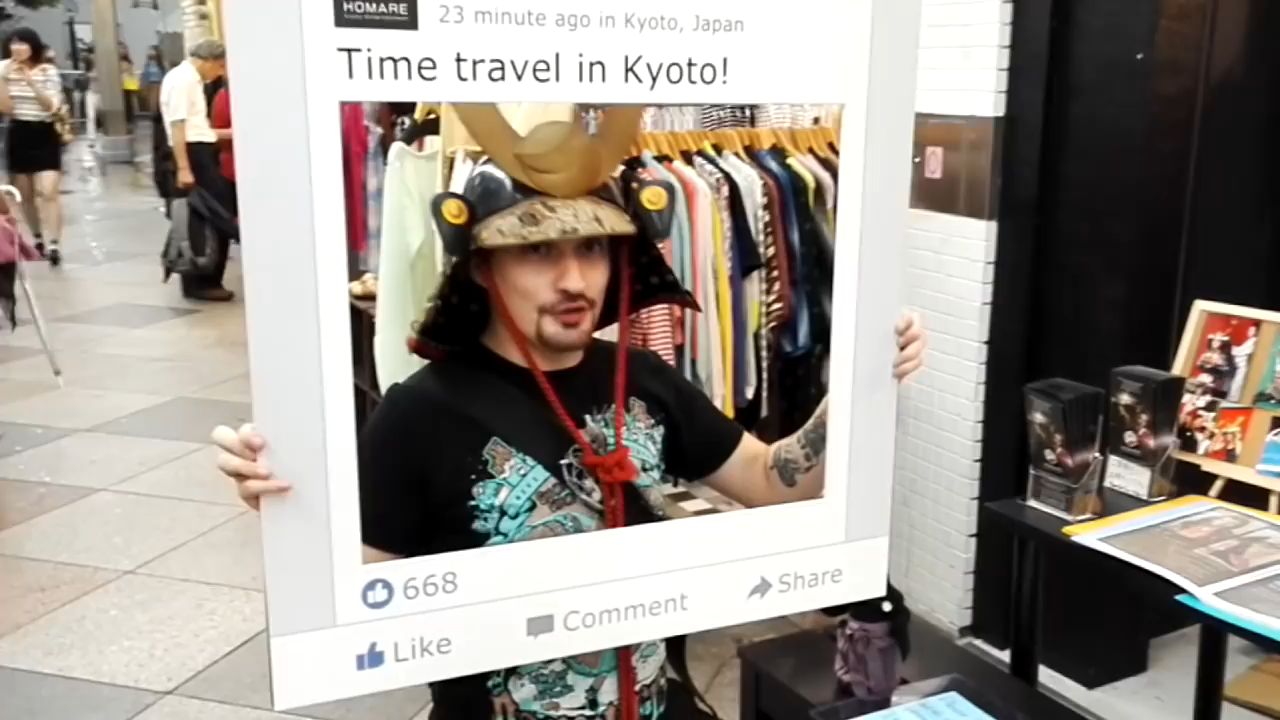 HOMARE
23 minute ago in Kyoto, Japan
Time travel in Kyoto!
668
Like
Comment
Share